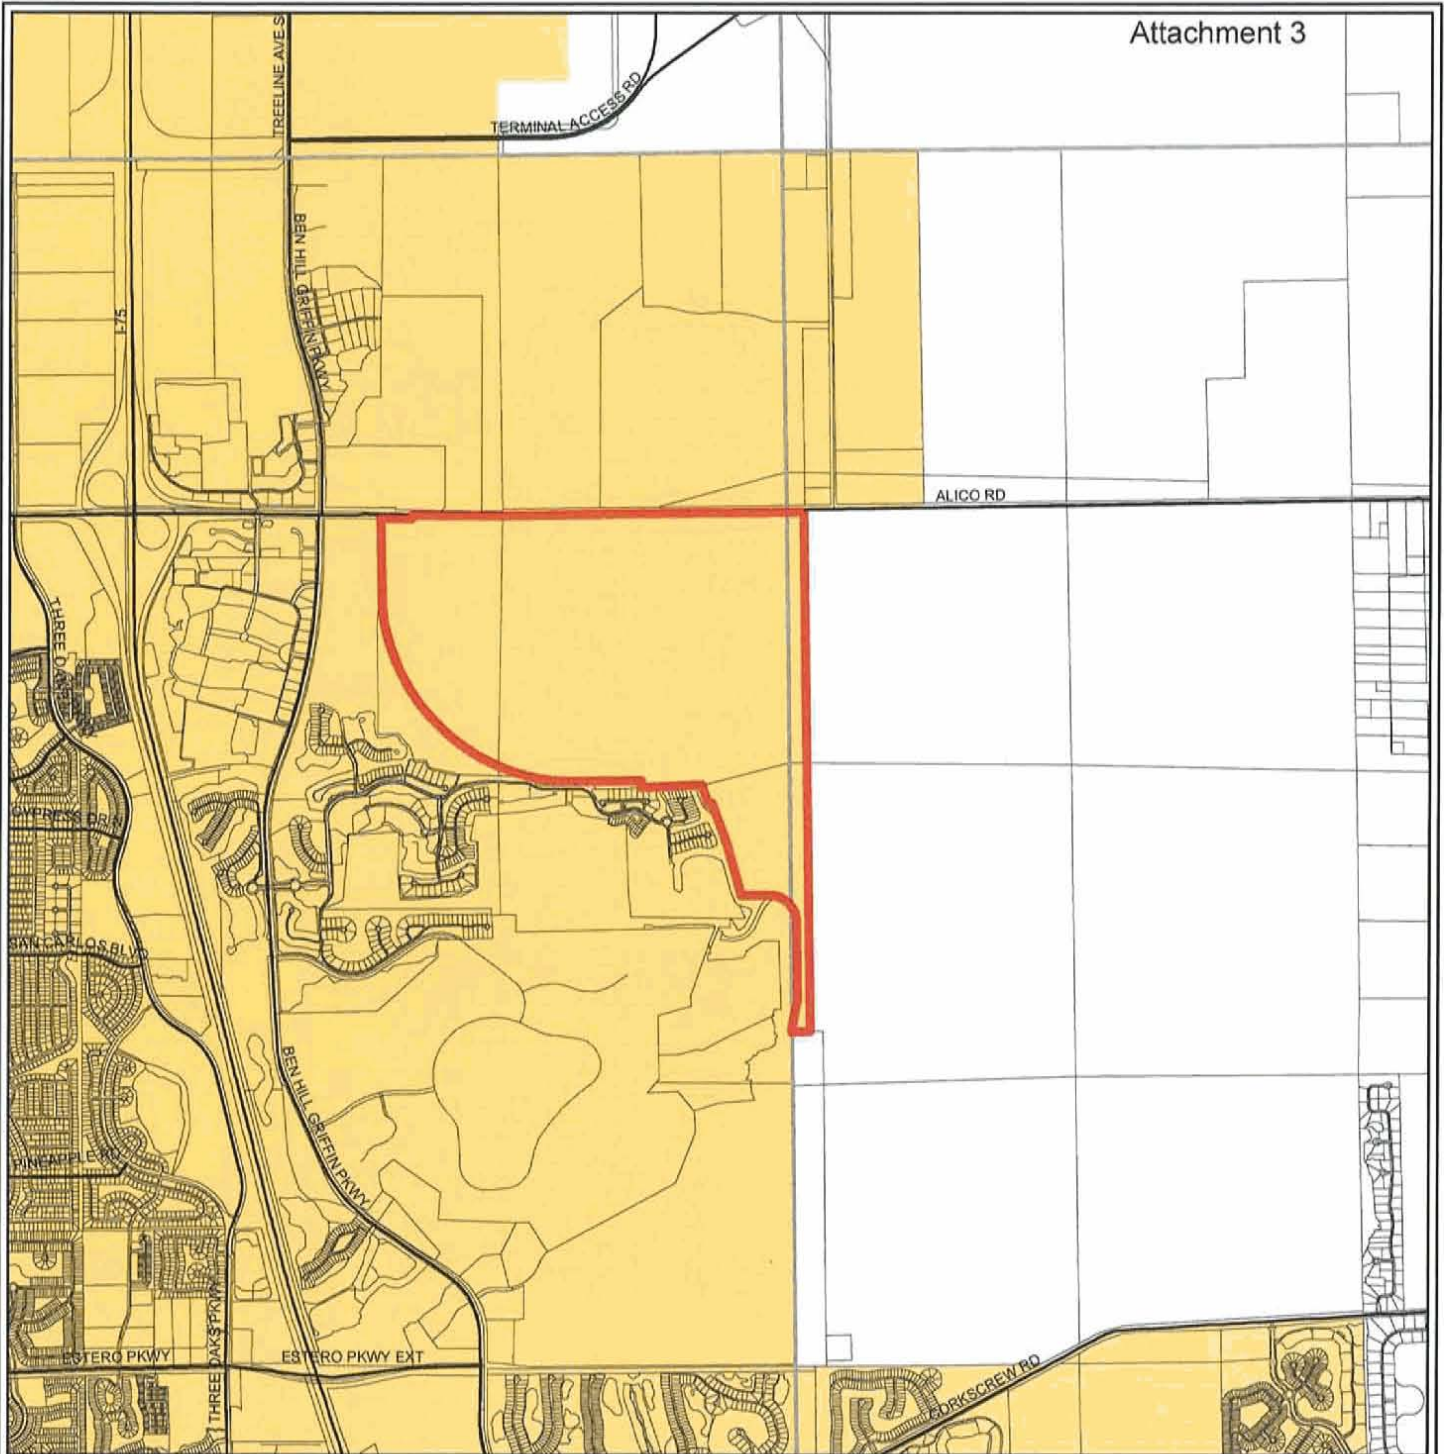 Attachment 3
TREELINE AVE S
TERMINAL ACCESS RD
BEN HILL GRIFFIN PKWY
I-75
ALICO RD
THREE OAKS
CYPRESS DR N
SAN CARLOS BLVD
BEN HILL GRIFFIN PKWY
PINEAPPLE RD
THREE OAKS PKWY
ESTERO PKWY
ESTERO PKWY EXT
CORKSCREW RD